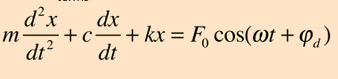 m d²x/dt² + c dx/dt + kx = F₀ cos(ωt + φ_d)